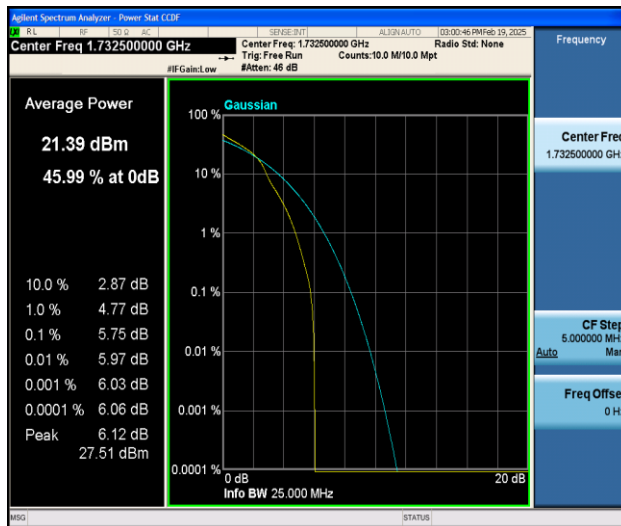 Agilent Spectrum Analyzer - Power Stat CCDF
RL RF 50 Ω AC SENSE:INT ALIGN AUTO 03:00:46 PM Feb 19, 2025
Center Freq 1.732500000 GHz
Center Freq: 1.732500000 GHz Radio Std: None
Trig: Free Run Counts:10.0 M/10.0 Mpt
#IFGain:Low #Atten: 46 dB
Frequency
Average Power
21.39 dBm
45.99 % at 0dB
10.0 % 2.87 dB
1.0 % 4.77 dB
0.1 % 5.75 dB
0.01 % 5.97 dB
0.001 % 6.03 dB
0.0001 % 6.06 dB
Peak 6.12 dB
27.51 dBm
Gaussian
100 %
10 %
1 %
0.1 %
0.01 %
0.001 %
0.0001 %
0 dB 20 dB
Info BW 25.000 MHz
Center Freq
1.732500000 GHz
CF Step
5.000000 MHz
Auto Man
Freq Offset
0 Hz
MSG STATUS